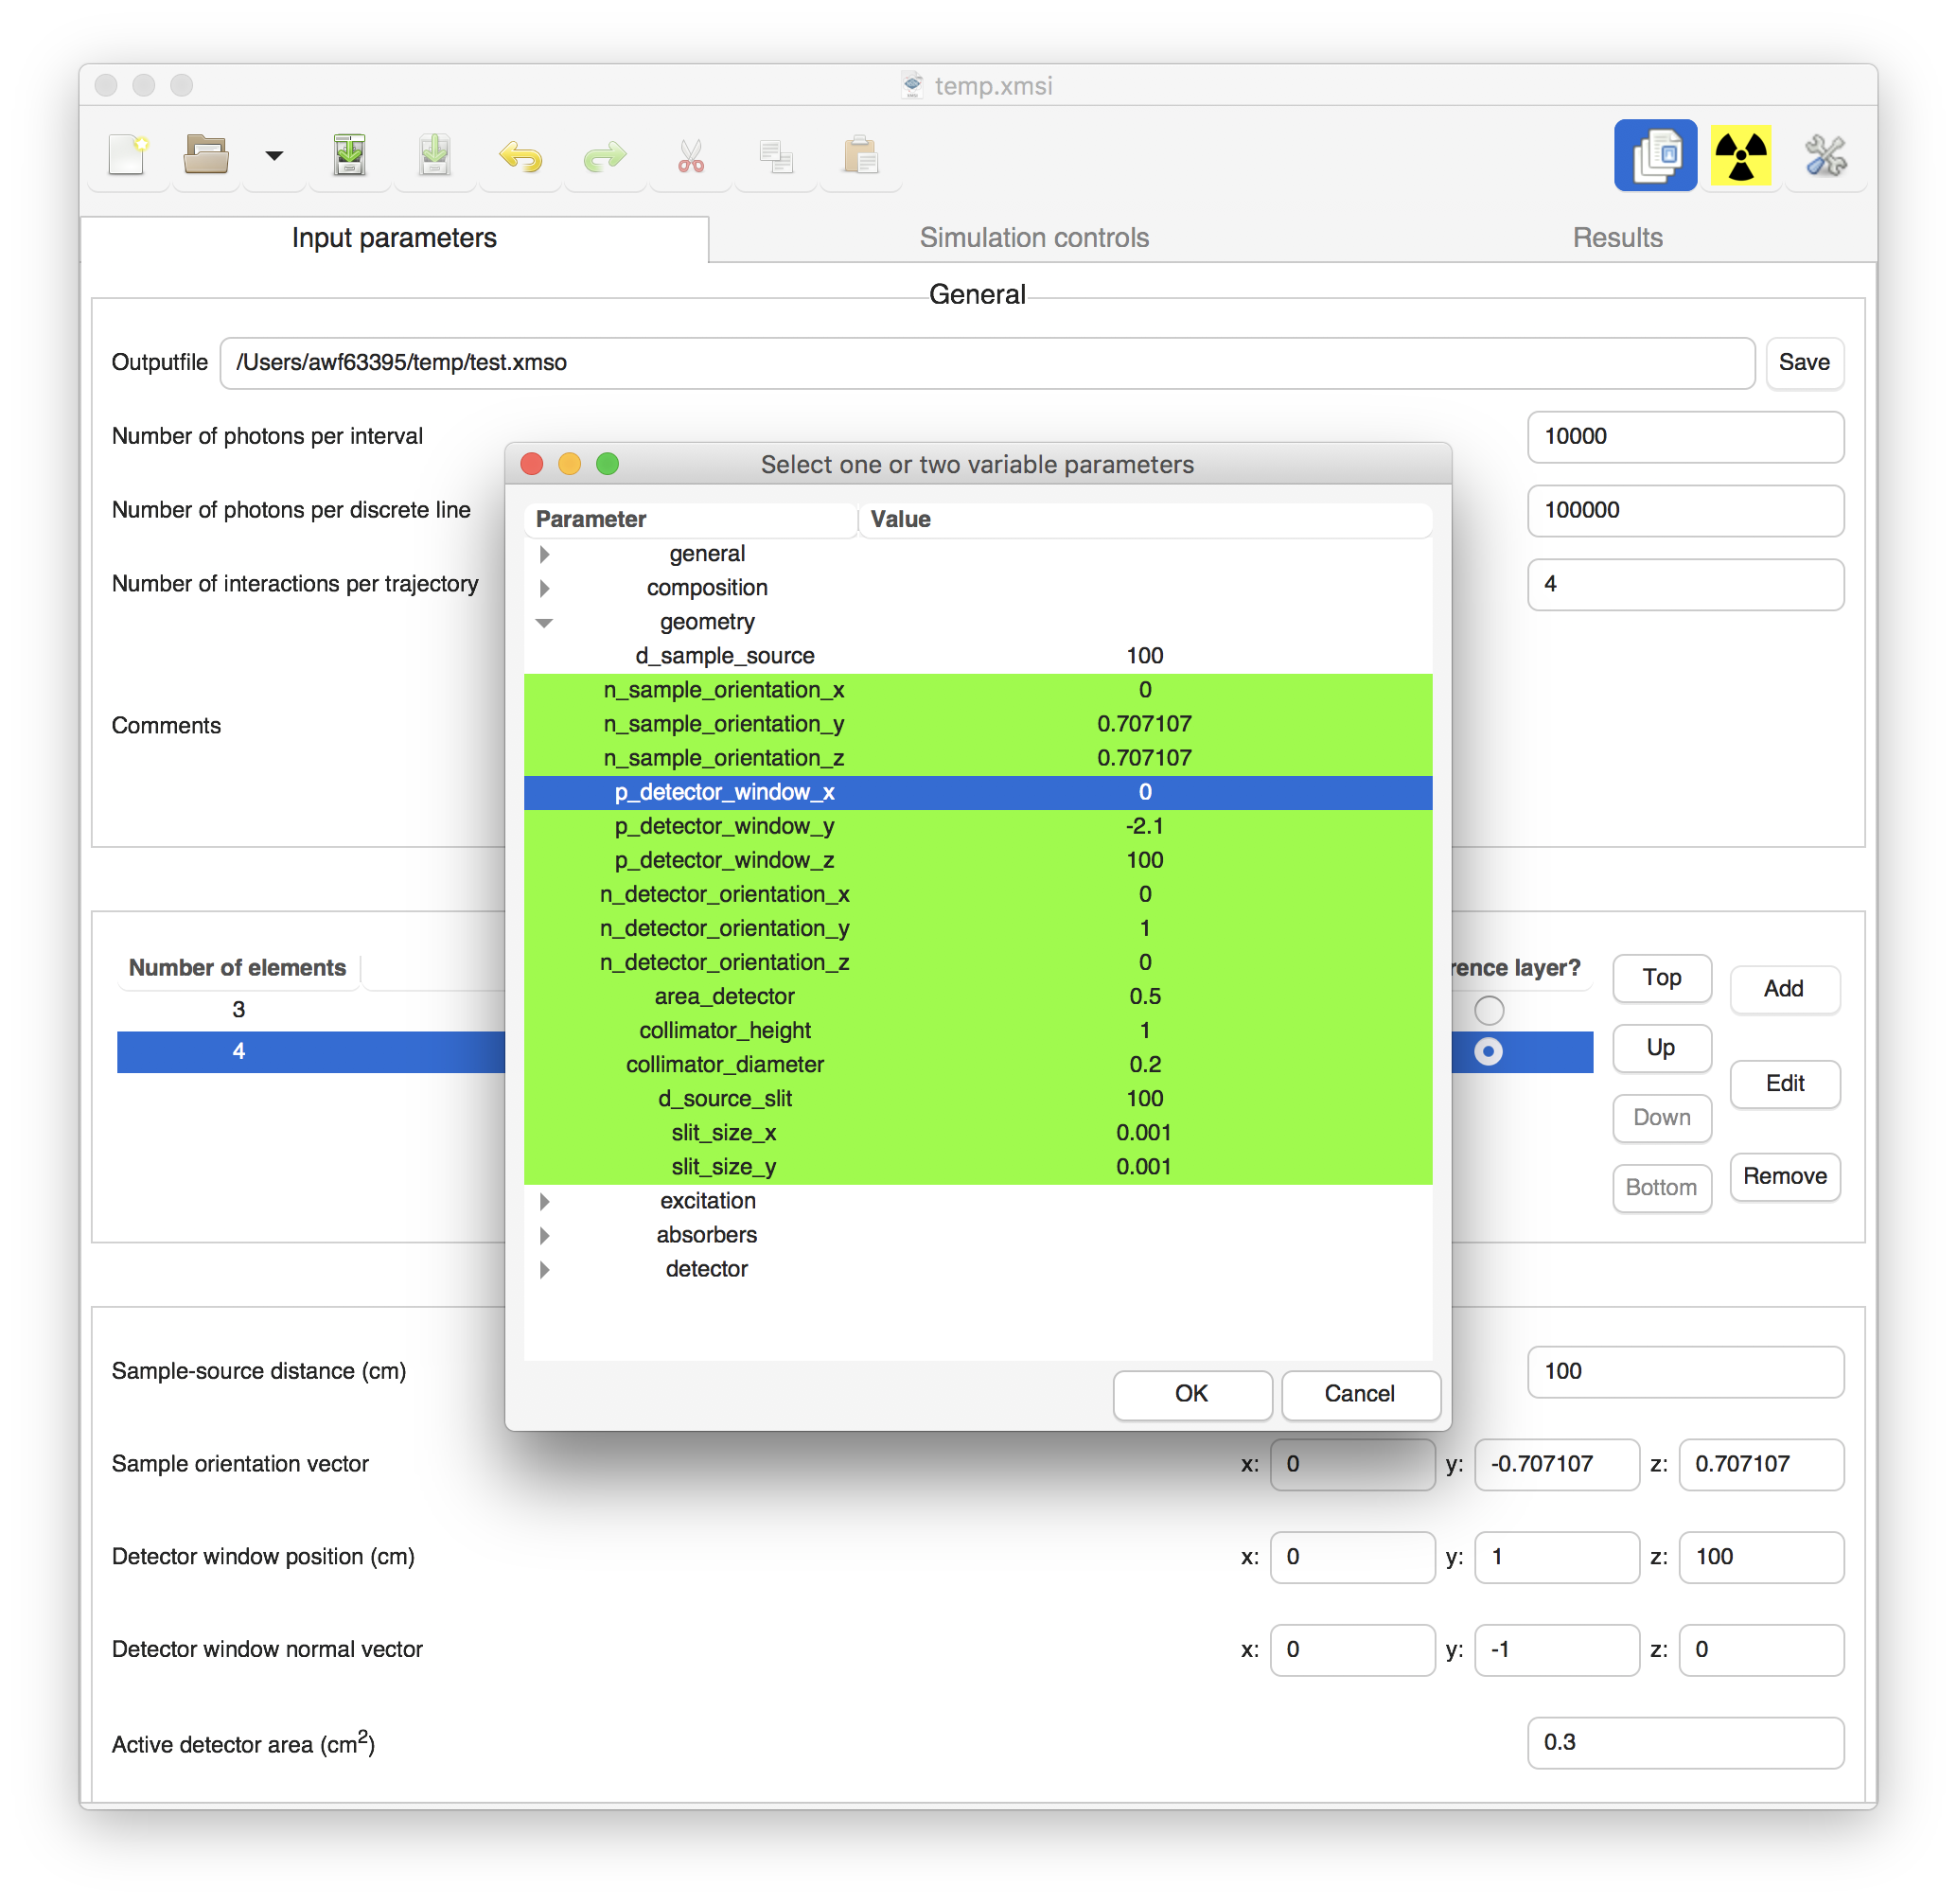 temp.xmsi
Input parameters
Simulation controls
Results
General
Outputfile /Users/awf63395/temp/test.xmso Save
Number of photons per interval 10000
Number of photons per discrete line 100000
Number of interactions per trajectory 4
Comments
Select one or two variable parameters
Parameter Value
general
composition
geometry
d_sample_source 100
n_sample_orientation_x 0
n_sample_orientation_y 0.707107
n_sample_orientation_z 0.707107
p_detector_window_x 0
p_detector_window_y -2.1
p_detector_window_z 100
n_detector_orientation_x 0
n_detector_orientation_y 1
n_detector_orientation_z 0
area_detector 0.5
collimator_height 1
collimator_diameter 0.2
d_source_slit 100
slit_size_x 0.001
slit_size_y 0.001
excitation
absorbers
detector
OK Cancel
Number of elements
rence layer?
3
4
Top
Up
Down
Bottom
Add
Edit
Remove
Sample-source distance (cm) 100
Sample orientation vector x: 0 y: -0.707107 z: 0.707107
Detector window position (cm) x: 0 y: 1 z: 100
Detector window normal vector x: 0 y: -1 z: 0
Active detector area (cm2) 0.3